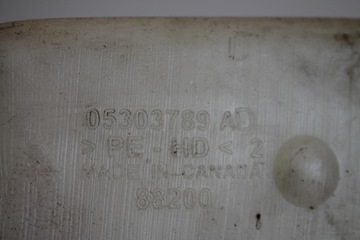 05303789 AD
> PE - HD < 2
MADE IN CANADA
88200